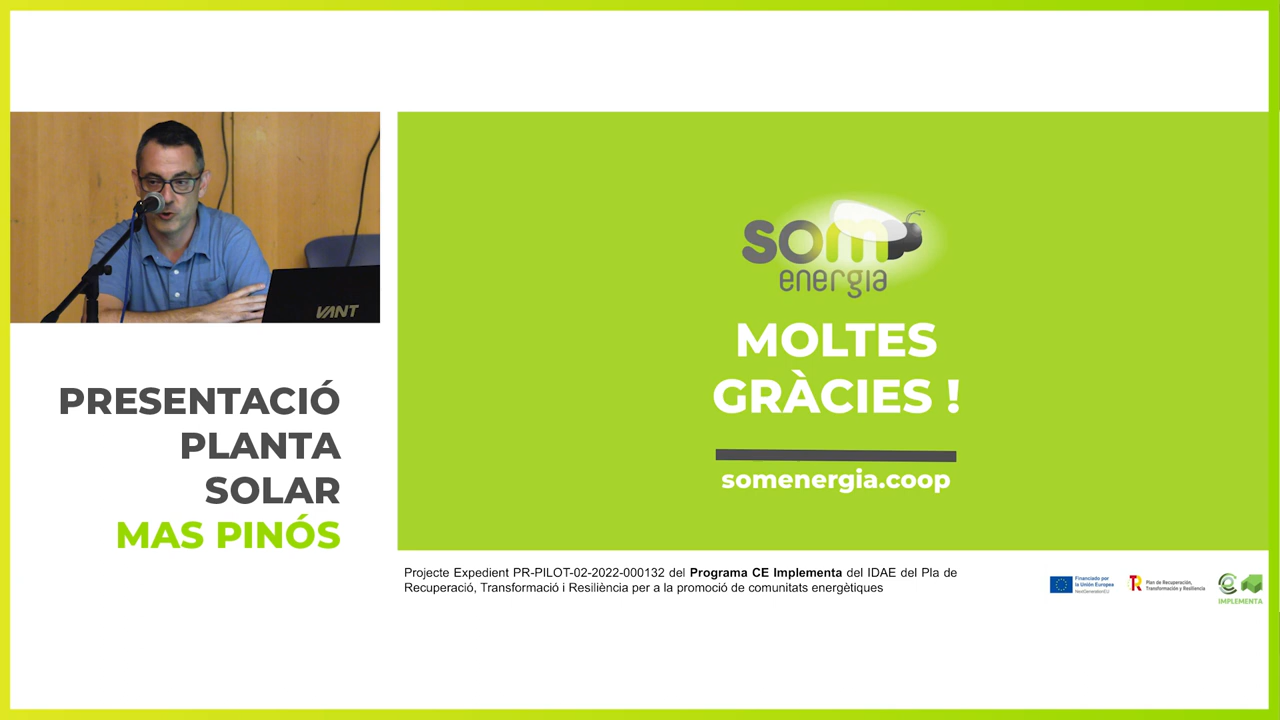 VANT
PRESENTACIÓ
PLANTA
SOLAR
MAS PINÓS
som
energia
MOLTES
GRÀCIES !
somenergia.coop
Projecte Expedient PR-PILOT-02-2022-000132 del Programa CE Implementa del IDAE del Pla de
Recuperació, Transformació i Resiliència per a la promoció de comunitats energètiques
Financiado por
la Unión Europea
NextGenerationEU
Plan de Recuperación,
Transformación y Resiliencia
IMPLEMENTA